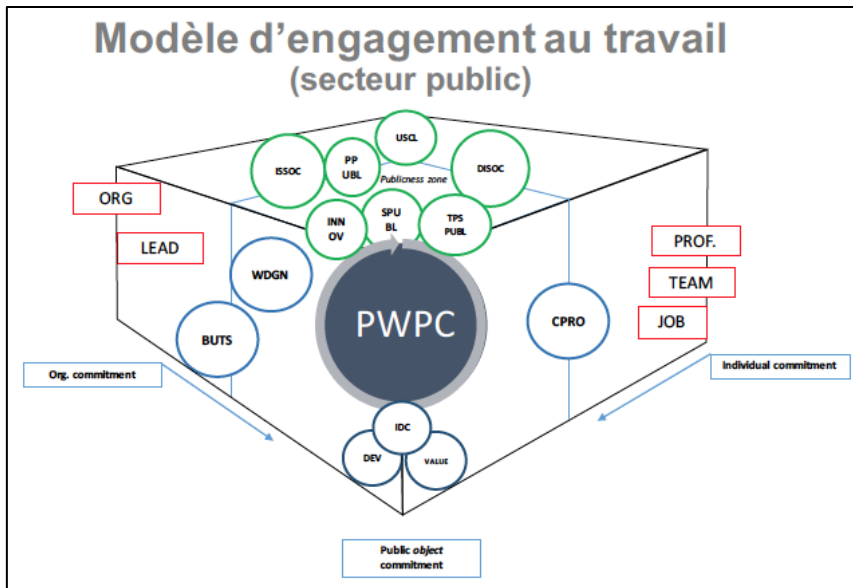 Modèle d'engagement au travail
(secteur public)
USCL
ISSOC
PP
UBL
DISOC
Publicness zone
ORG
INN
OV
SPU
BL
TPS
PUBL
LEAD
PROF.
WDGN
TEAM
PWPC
CPRO
JOB
BUTS
Org. commitment
Individual commitment
IDC
DEV
VALUE
Public object
commitment